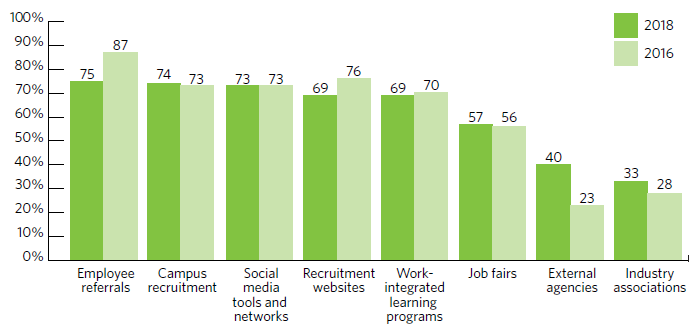 100%
90%
80%
70%
60%
50%
40%
30%
20%
10%
0%
2018
2016
75 87
74 73
73 73
69 76
69 70
57 56
40 23
33 28
Employee
referrals
Campus
recruitment
Social
media
tools and
networks
Recruitment
websites
Work-
integrated
learning
programs
Job fairs
External
agencies
Industry
associations